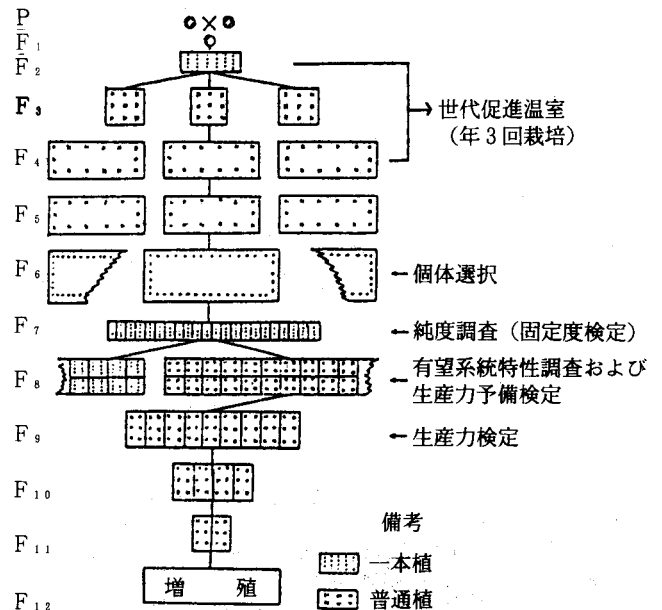 P
F₁
F₂
F₃
世代促進温室
(年3回栽培)
F₄
F₅
F₆
←個体選択
F₇
←純度調査(固定度検定)
F₈
←有望系統特性調査および
生産力予備検定
F₉
←生産力検定
F₁₀
F₁₁
備考
一本植
F₁₂
増 殖
普通植